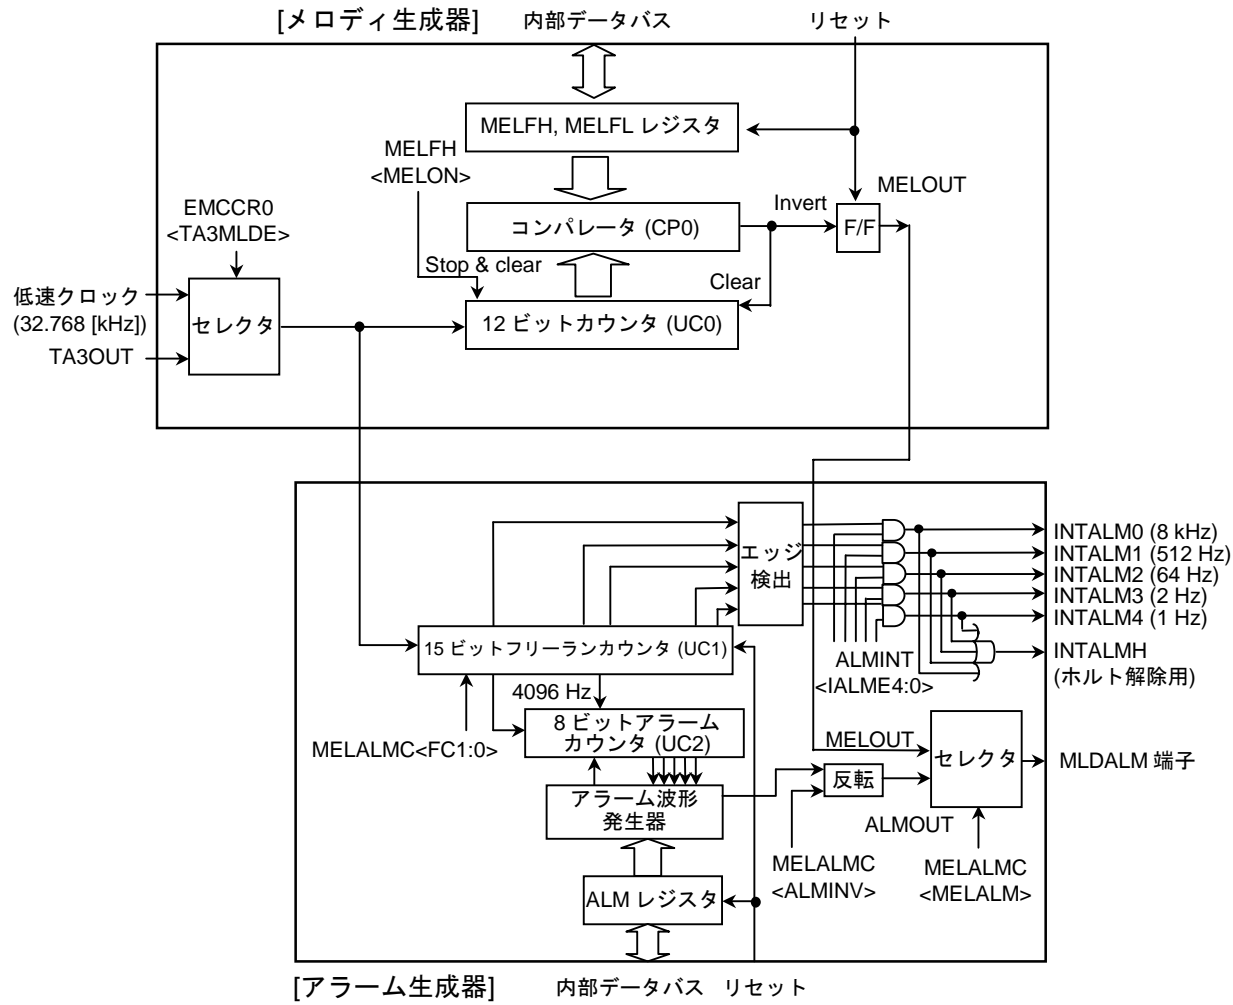 [メロディ生成器]
内部データバス
リセット
MELFH, MELFL レジスタ
MELFH
<MELON>
MELOUT
Invert
EMCCR0
<TA3MLDE>
コンパレータ (CP0)
F/F
Stop & clear
Clear
低速クロック
(32.768 [kHz])
セレクタ
12 ビットカウンタ (UC0)
TA3OUT
エッジ
検出
INTALM0 (8 kHz)
INTALM1 (512 Hz)
INTALM2 (64 Hz)
INTALM3 (2 Hz)
INTALM4 (1 Hz)
15 ビットフリーランカウンタ (UC1)
ALMINT
<IALME4:0>
INTALMH
(ホルト解除用)
4096 Hz
8 ビットアラーム
カウンタ (UC2)
MELALMC<FC1:0>
MELOUT
セレクタ
MLDALM 端子
反転
アラーム波形
発生器
ALMOUT
MELALMC
<ALMINV>
MELALMC
<MELALM>
ALM レジスタ
[アラーム生成器]
内部データバス
リセット